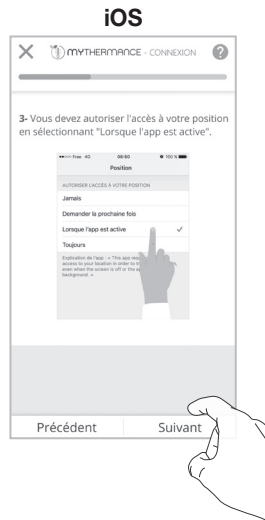 iOS
MYTHERMANCE - CONNEXION ?
3- Vous devez autoriser l'accès à votre position
en sélectionnant "Lorsque l'app est active".
Free 4G 08:60 100 %
Position
AUTORISER L'ACCÈS À VOTRE POSITION
Jamais
Demander la prochaine fois
Lorsque l'app est active
Toujours
Explication de l'app : « This app
access to your location in order to
even when the screen is off or the
background. »
Précédent Suivant